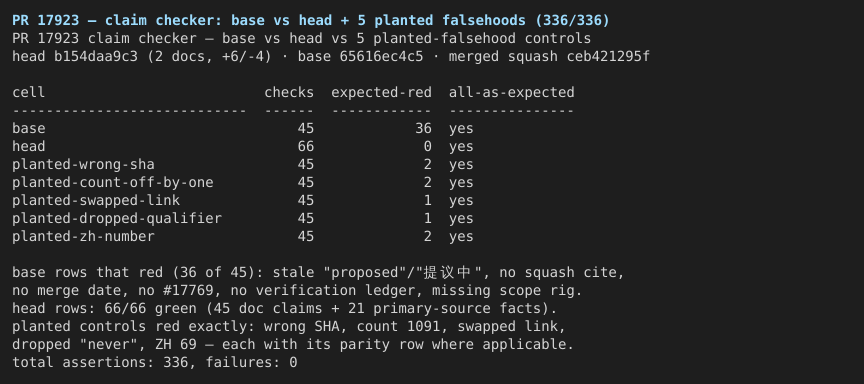 PR 17923 — claim checker: base vs head + 5 planted falsehoods (336/336)
PR 17923 claim checker — base vs head vs 5 planted-falsehood controls
head b154daa9c3 (2 docs, +6/-4) · base 65616ec4c5 · merged squash ceb421295f
cell checks expected-red all-as-expected
---------------------------- ------ ------------ ---------------
base 45 36 yes
head 66 0 yes
planted-wrong-sha 45 2 yes
planted-count-off-by-one 45 2 yes
planted-swapped-link 45 1 yes
planted-dropped-qualifier 45 1 yes
planted-zh-number 45 2 yes
base rows that red (36 of 45): stale "proposed"/"提议中", no squash cite,
no merge date, no #17769, no verification ledger, missing scope rig.
head rows: 66/66 green (45 doc claims + 21 primary-source facts).
planted controls red exactly: wrong SHA, count 1091, swapped link,
dropped "never", ZH 69 — each with its parity row where applicable.
total assertions: 336, failures: 0